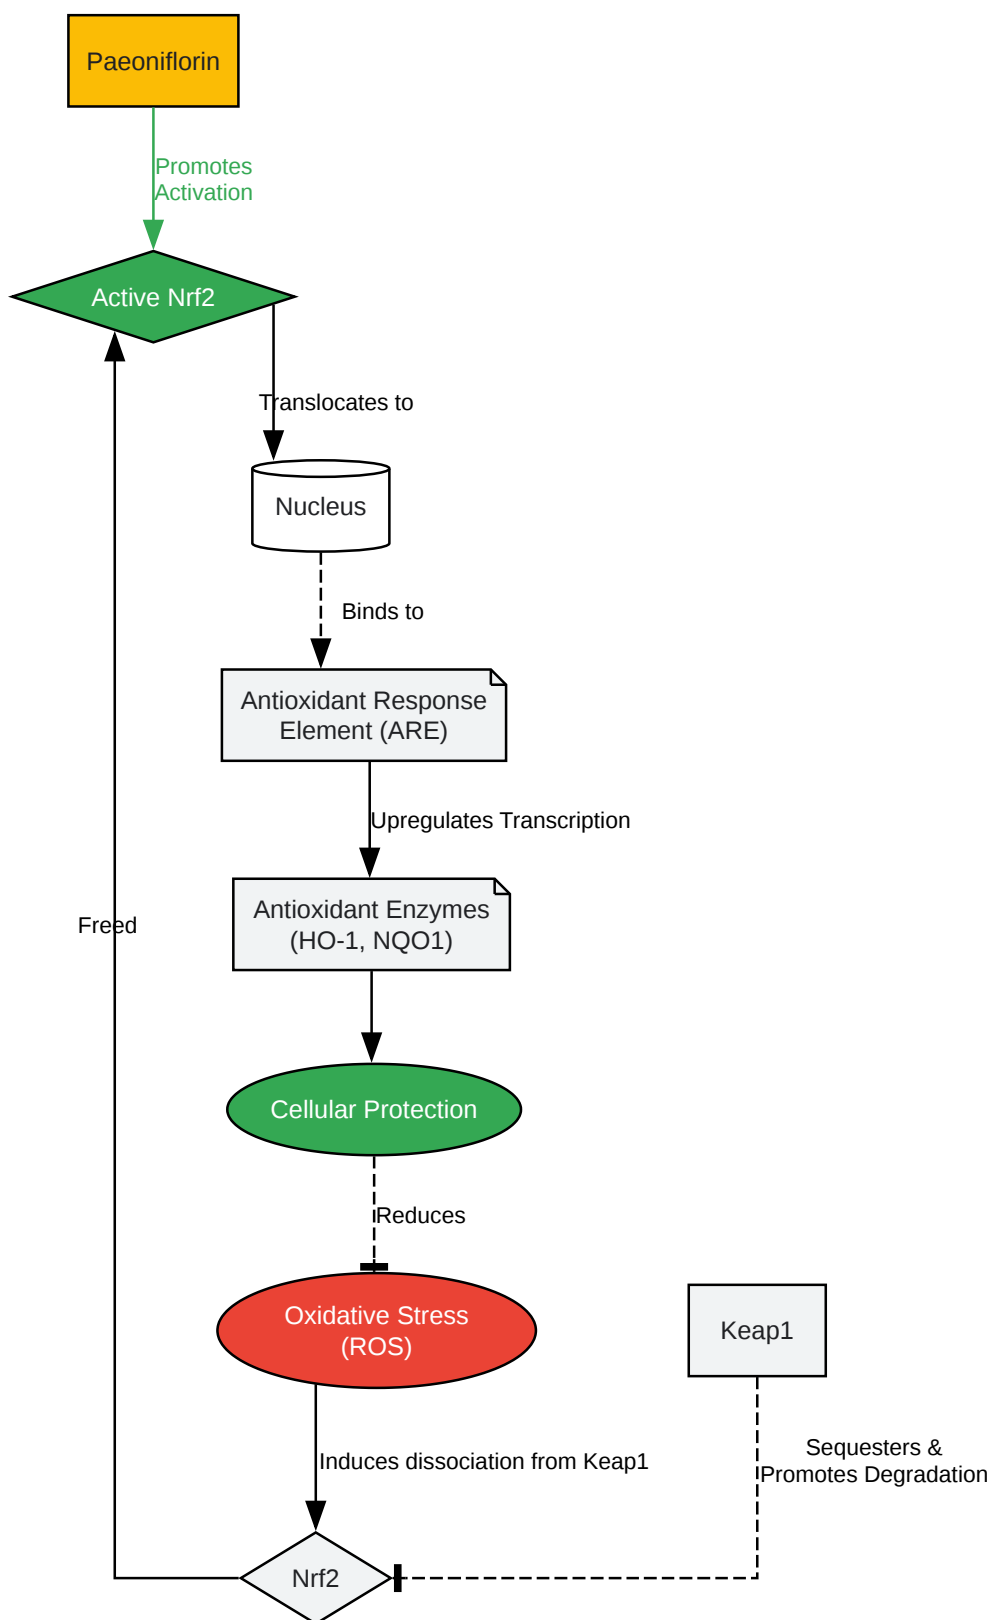 Paeoniflorin
Promotes
Activation
Active Nrf2
Translocates to
Nucleus
Binds to
Antioxidant Response
Element (ARE)
Upregulates Transcription
Antioxidant Enzymes
(HO-1, NQO1)
Freed
Cellular Protection
Reduces
Oxidative Stress
(ROS)
Keap1
Induces dissociation from Keap1
Sequesters &
Promotes Degradation
Nrf2